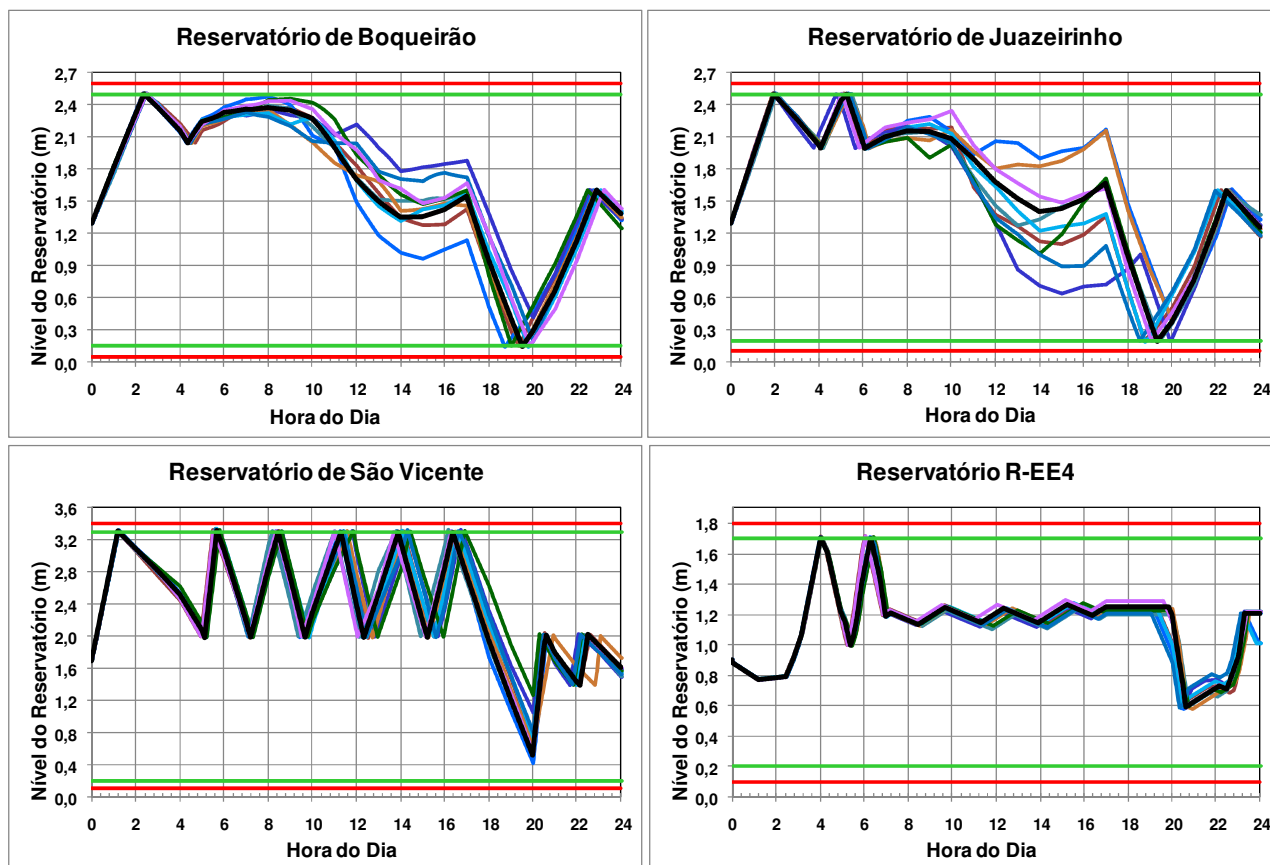 Reservatório de Boqueirão
Nível do Reservatório (m)
2,7
2,4
2,1
1,8
1,5
1,2
0,9
0,6
0,3
0,0
0 2 4 6 8 10 12 14 16 18 20 22 24
Hora do Dia
Reservatório de Juazeirinho
Nível do Reservatório (m)
2,7
2,4
2,1
1,8
1,5
1,2
0,9
0,6
0,3
0,0
0 2 4 6 8 10 12 14 16 18 20 22 24
Hora do Dia
Reservatório de São Vicente
Nível do Reservatório (m)
3,6
3,2
2,8
2,4
2,0
1,6
1,2
0,8
0,4
0,0
0 2 4 6 8 10 12 14 16 18 20 22 24
Hora do Dia
Reservatório R-EE4
Nível do Reservatório (m)
1,8
1,6
1,4
1,2
1,0
0,8
0,6
0,4
0,2
0,0
0 2 4 6 8 10 12 14 16 18 20 22 24
Hora do Dia